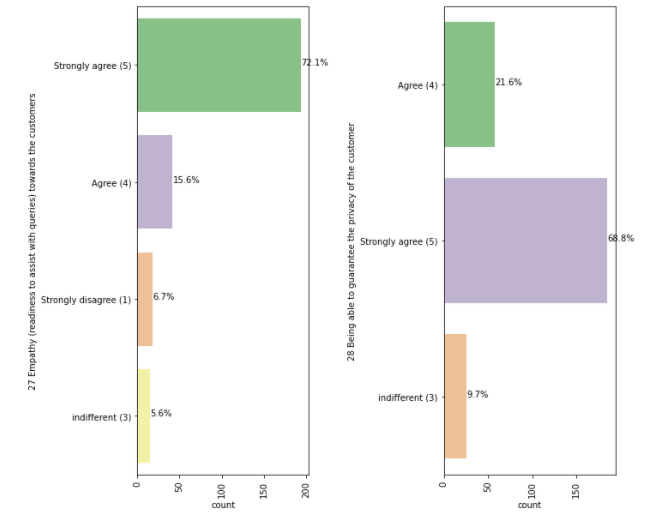 27 Empathy (readiness to assist with queries) towards the customers
Strongly agree (5)
72.1%
Agree (4)
15.6%
Strongly disagree (1)
6.7%
indifferent (3)
5.6%
0
50
100
150
200
count
28 Being able to guarantee the privacy of the customer
Agree (4)
21.6%
Strongly agree (5)
68.8%
indifferent (3)
9.7%
0
50
100
150
count